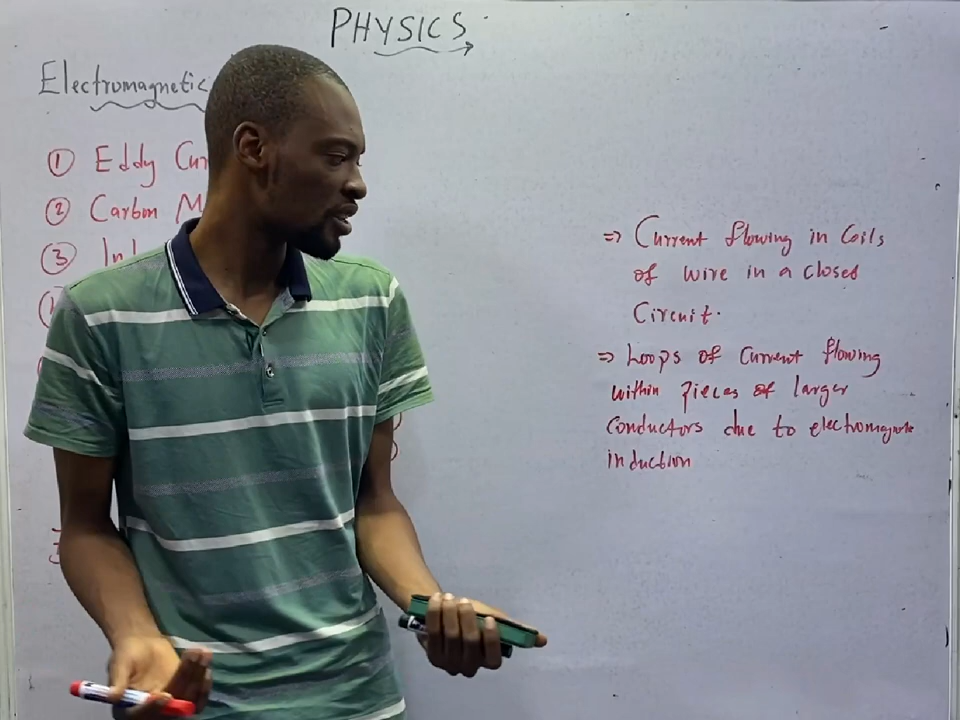 PHYSICS
Electromagnetic
① Eddy Cur
② Carbon M
③ In
⇒ Current flowing in Coils
of wire in a closed
Circuit.
⇒ Loops of Current flowing
within pieces of larger
Conductors due to electromagnetic
induction